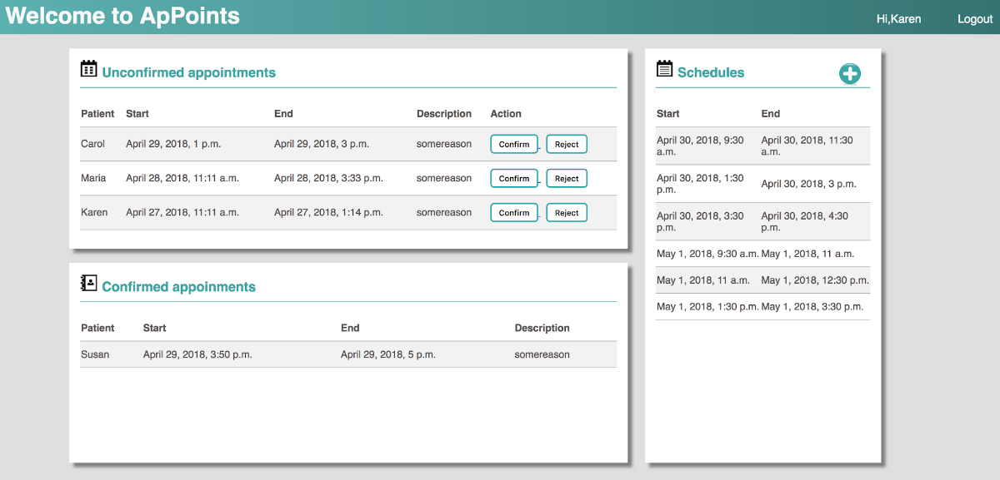 Welcome to ApPoints
Hi,Karen Logout
Unconfirmed appointments
Patient Start End Description Action
Carol April 29, 2018, 1 p.m. April 29, 2018, 3 p.m. somereason Confirm Reject
Maria April 28, 2018, 11:11 a.m. April 28, 2018, 3:33 p.m. somereason Confirm Reject
Karen April 27, 2018, 11:11 a.m. April 27, 2018, 1:14 p.m. somereason Confirm Reject
Confirmed appoinments
Patient Start End Description
Susan April 29, 2018, 3:50 p.m. April 29, 2018, 5 p.m. somereason
Schedules
Start End
April 30, 2018, 9:30 April 30, 2018, 11:30
a.m. a.m.
April 30, 2018, 1:30
p.m. April 30, 2018, 3 p.m.
April 30, 2018, 3:30 April 30, 2018, 4:30
p.m. p.m.
May 1, 2018, 9:30 a.m. May 1, 2018, 11 a.m.
May 1, 2018, 11 a.m. May 1, 2018, 12:30 p.m.
May 1, 2018, 1:30 p.m. May 1, 2018, 3:30 p.m.